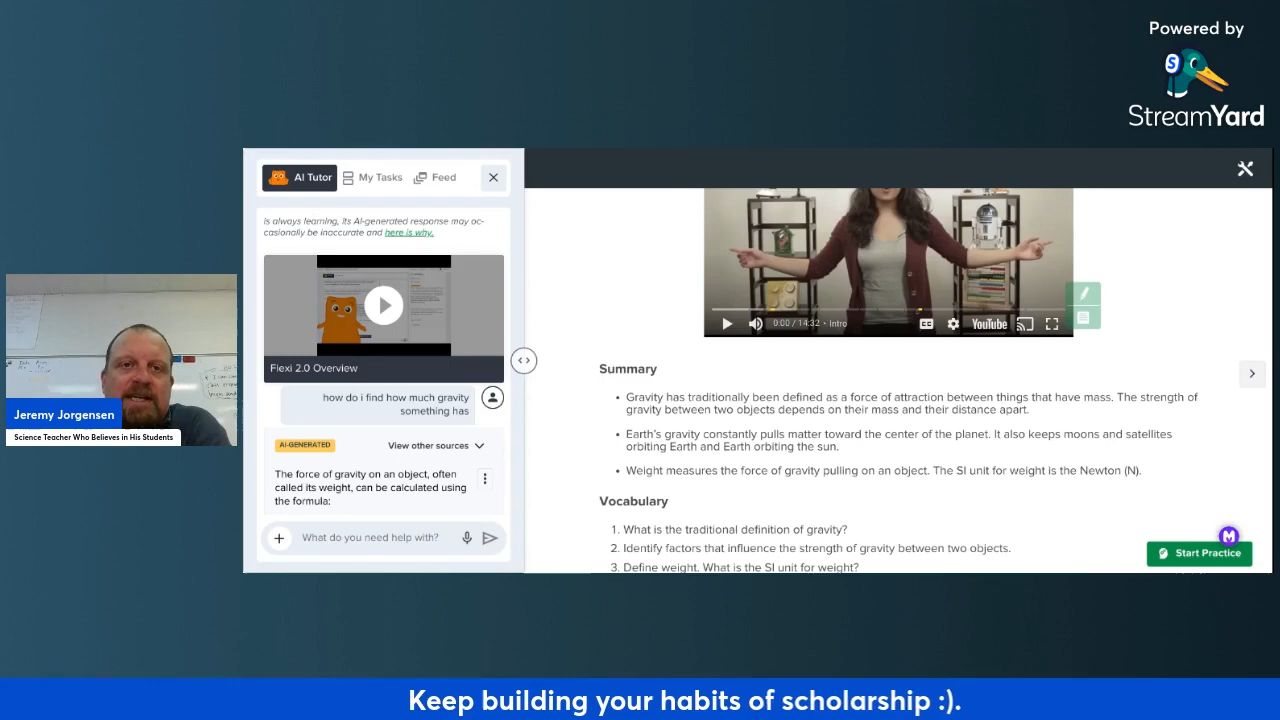 Powered by
StreamYard
AI Tutor
My Tasks
Feed
is always learning, its AI-generated response may oc-
casionally be inaccurate and here is why.
Flexi 2.0 Overview
how do i find how much gravity
something has
AI-GENERATED
View other sources
The force of gravity on an object, often
called its weight, can be calculated using
the formula:
What do you need help with?
0:00 / 14:32 • Intro
CC
YouTube
Summary
• Gravity has traditionally been defined as a force of attraction between things that have mass. The strength of
gravity between two objects depends on their mass and their distance apart.
• Earth's gravity constantly pulls matter toward the center of the planet. It also keeps moons and satellites
orbiting Earth and Earth orbiting the sun.
• Weight measures the force of gravity pulling on an object. The SI unit for weight is the Newton (N).
Vocabulary
1. What is the traditional definition of gravity?
2. Identify factors that influence the strength of gravity between two objects.
3. Define weight. What is the SI unit for weight?
Start Practice
Jeremy Jorgensen
Science Teacher Who Believes in His Students
Keep building your habits of scholarship :).